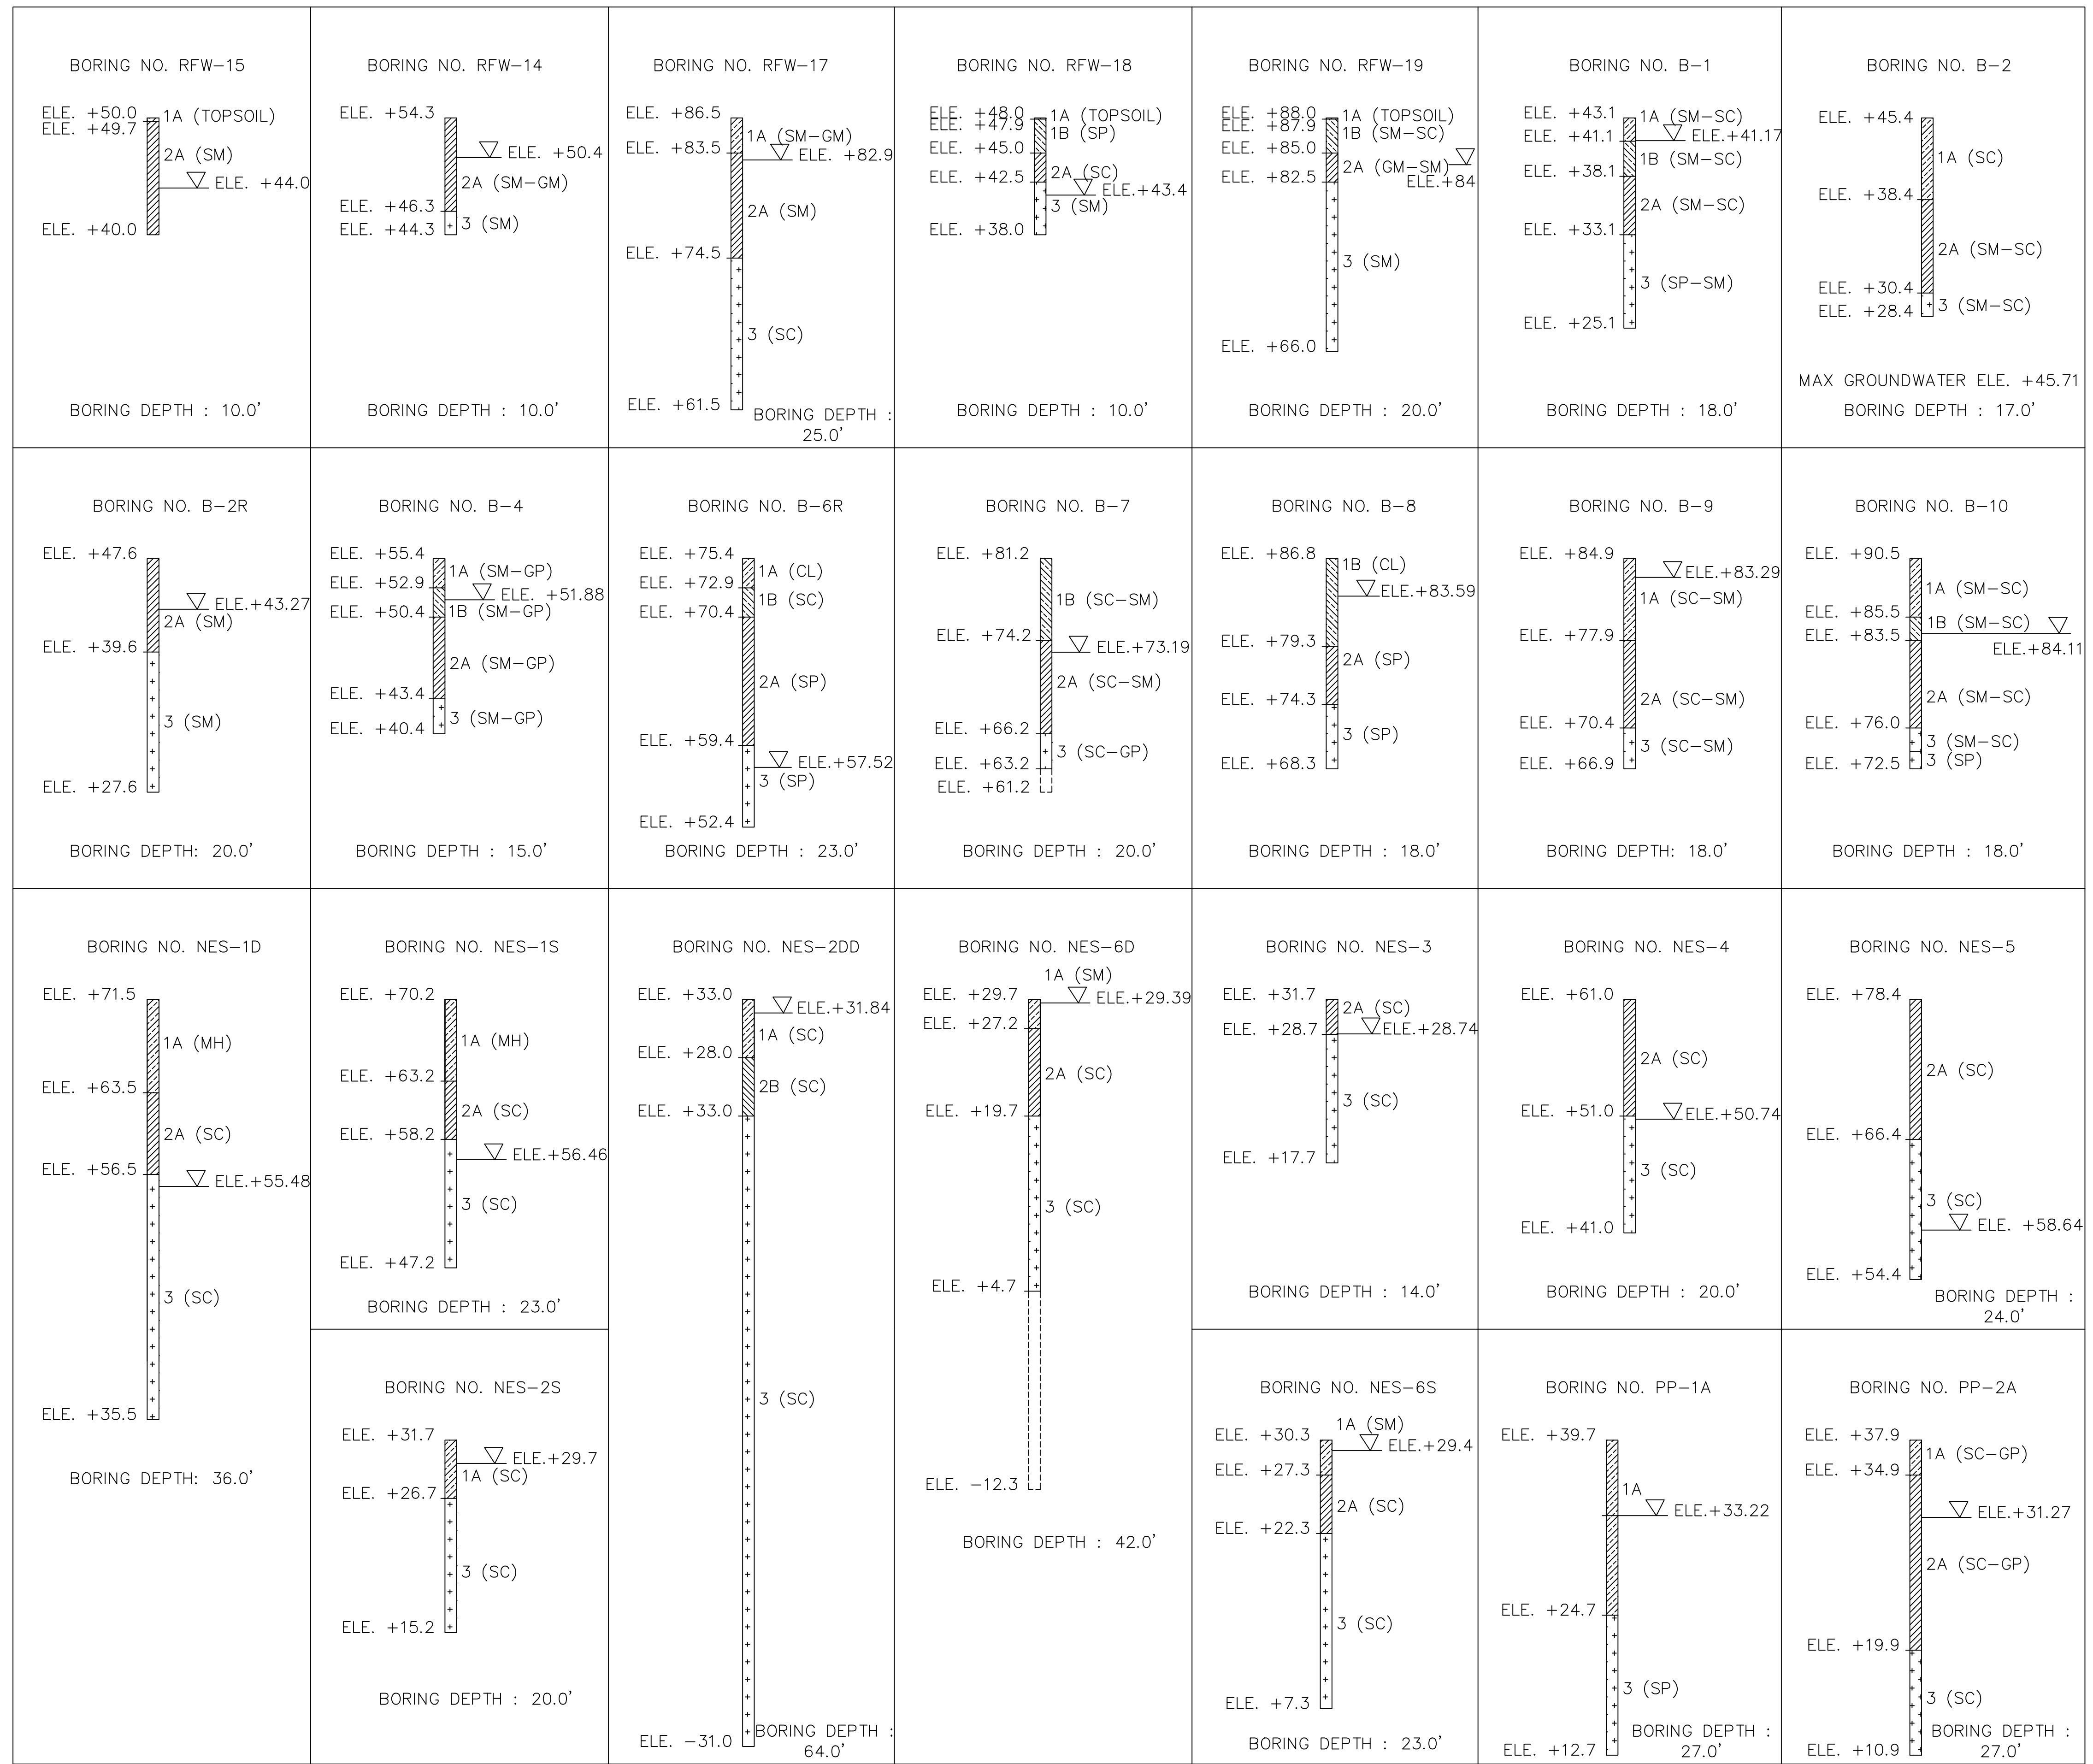 BORING NO. RFW-15
ELE. +50.0
1A (TOPSOIL)
ELE. +49.7
2A (SM)
ELE. +44.0
ELE. +40.0
BORING DEPTH : 10.0'
BORING NO. RFW-14
ELE. +54.3
ELE. +50.4
2A (SM-GM)
ELE. +46.3
3 (SM)
ELE. +44.3
BORING DEPTH : 10.0'
BORING NO. RFW-17
ELE. +86.5
1A (SM-GM)
ELE. +83.5
ELE. +82.9
2A (SM)
ELE. +74.5
3 (SC)
ELE. +61.5
BORING DEPTH :
25.0'
BORING NO. RFW-18
ELE. +48.0
1A (TOPSOIL)
ELE. +47.9
1B (SP)
ELE. +45.0
2A (SC)
ELE. +42.5
ELE. +43.4
3 (SM)
ELE. +38.0
BORING DEPTH : 10.0'
BORING NO. RFW-19
ELE. +88.0
1A (TOPSOIL)
ELE. +87.9
1B (SM-SC)
ELE. +85.0
2A (GM-SM)
ELE. +82.5
ELE.+84
3 (SM)
ELE. +66.0
BORING DEPTH : 20.0'
BORING NO. B-1
ELE. +43.1
1A (SM-SC)
ELE. +41.1
ELE.+41.17
1B (SM-SC)
ELE. +38.1
2A (SM-SC)
ELE. +33.1
3 (SP-SM)
ELE. +25.1
BORING DEPTH : 18.0'
BORING NO. B-2
ELE. +45.4
1A (SC)
ELE. +38.4
2A (SM-SC)
ELE. +30.4
3 (SM-SC)
ELE. +28.4
MAX GROUNDWATER ELE. +45.71
BORING DEPTH : 17.0'
BORING NO. B-2R
ELE. +47.6
ELE.+43.27
2A (SM)
ELE. +39.6
3 (SM)
ELE. +27.6
BORING DEPTH: 20.0'
BORING NO. B-4
ELE. +55.4
1A (SM-GP)
ELE. +52.9
ELE. +51.88
ELE. +50.4
1B (SM-GP)
2A (SM-GP)
ELE. +43.4
3 (SM-GP)
ELE. +40.4
BORING DEPTH : 15.0'
BORING NO. B-6R
ELE. +75.4
1A (CL)
ELE. +72.9
1B (SC)
ELE. +70.4
2A (SP)
ELE. +59.4
ELE.+57.52
3 (SP)
ELE. +52.4
BORING DEPTH : 23.0'
BORING NO. B-7
ELE. +81.2
1B (SC-SM)
ELE. +74.2
ELE.+73.19
2A (SC-SM)
ELE. +66.2
3 (SC-GP)
ELE. +63.2
ELE. +61.2
BORING DEPTH : 20.0'
BORING NO. B-8
ELE. +86.8
1B (CL)
ELE.+83.59
ELE. +79.3
2A (SP)
ELE. +74.3
3 (SP)
ELE. +68.3
BORING DEPTH : 18.0'
BORING NO. B-9
ELE. +84.9
ELE.+83.29
1A (SC-SM)
ELE. +77.9
2A (SC-SM)
ELE. +70.4
3 (SC-SM)
ELE. +66.9
BORING DEPTH: 18.0'
BORING NO. B-10
ELE. +90.5
1A (SM-SC)
ELE. +85.5
1B (SM-SC)
ELE. +83.5
ELE.+84.11
2A (SM-SC)
ELE. +76.0
3 (SM-SC)
ELE. +72.5
3 (SP)
BORING DEPTH : 18.0'
BORING NO. NES-1D
ELE. +71.5
1A (MH)
ELE. +63.5
2A (SC)
ELE. +56.5
ELE.+55.48
3 (SC)
ELE. +35.5
BORING DEPTH: 36.0'
BORING NO. NES-1S
ELE. +70.2
1A (MH)
ELE. +63.2
2A (SC)
ELE. +58.2
ELE.+56.46
3 (SC)
ELE. +47.2
BORING DEPTH : 23.0'
BORING NO. NES-2S
ELE. +31.7
ELE.+29.7
1A (SC)
ELE. +26.7
3 (SC)
ELE. +15.2
BORING DEPTH : 20.0'
BORING NO. NES-2DD
ELE. +33.0
ELE.+31.84
1A (SC)
ELE. +28.0
2B (SC)
ELE. +33.0
3 (SC)
ELE. -31.0
BORING DEPTH :
64.0'
BORING NO. NES-6D
1A (SM)
ELE. +29.7
ELE.+29.39
ELE. +27.2
2A (SC)
ELE. +19.7
3 (SC)
ELE. +4.7
ELE. -12.3
BORING DEPTH : 42.0'
BORING NO. NES-3
ELE. +31.7
2A (SC)
ELE. +28.7
ELE.+28.74
3 (SC)
ELE. +17.7
BORING DEPTH : 14.0'
BORING NO. NES-4
ELE. +61.0
2A (SC)
ELE. +51.0
ELE.+50.74
3 (SC)
ELE. +41.0
BORING DEPTH : 20.0'
BORING NO. NES-5
ELE. +78.4
2A (SC)
ELE. +66.4
3 (SC)
ELE. +58.64
ELE. +54.4
BORING DEPTH :
24.0'
BORING NO. NES-6S
1A (SM)
ELE. +30.3
ELE.+29.4
ELE. +27.3
2A (SC)
ELE. +22.3
3 (SC)
ELE. +7.3
BORING DEPTH : 23.0'
BORING NO. PP-1A
ELE. +39.7
1A
ELE.+33.22
ELE. +24.7
3 (SP)
BORING DEPTH :
27.0'
ELE. +12.7
BORING NO. PP-2A
ELE. +37.9
1A (SC-GP)
ELE. +34.9
ELE.+31.27
2A (SC-GP)
ELE. +19.9
3 (SC)
BORING DEPTH :
27.0'
ELE. +10.9